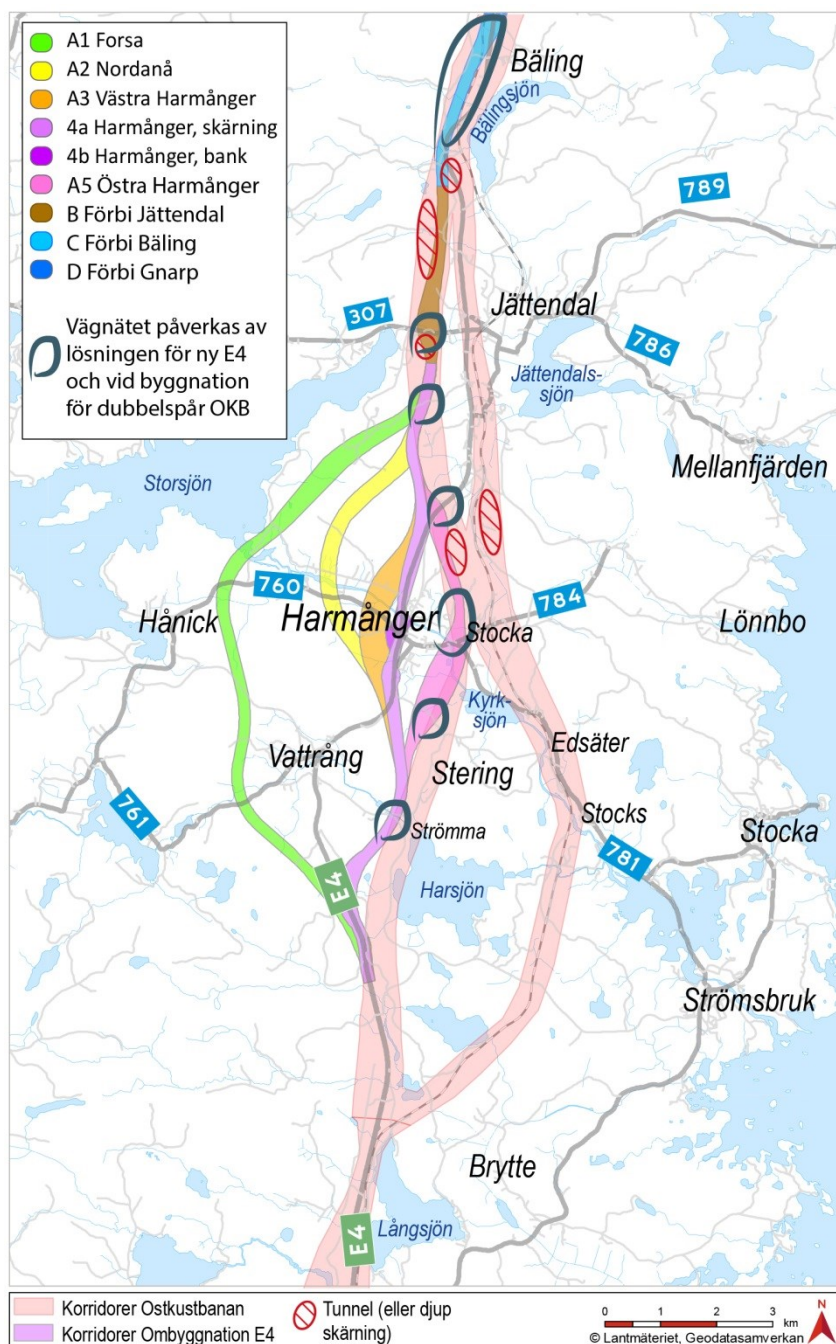 A1 Forsa
A2 Nordanå
A3 Västra Harmånger
4a Harmånger, skärning
4b Harmånger, bank
A5 Östra Harmånger
B Förbi Jättendal
C Förbi Bäling
D Förbi Gnarp
Vägnätet påverkas av
lösningen för ny E4
och vid byggnation
för dubbelspår OKB
Bäling
Bälingsjön
789
307
Jättendal
786
Jättendals-
sjön
Mellanfjärden
Storsjön
760
784
Hånick
Harmånger
Stocka
Lönnbo
Kyrk-
sjön
Edsäter
Vattrång
Stering
761
Strömma
Stocks
Stocka
781
E4
Harsjön
Strömsbruk
Brytte
E4
Långsjön
Korridorer Ostkustbanan
Korridorer Ombyggnation E4
Tunnel (eller djup
skärning)
0 1 2 3
km
N
© Lantmäteriet, Geodatasamverkan